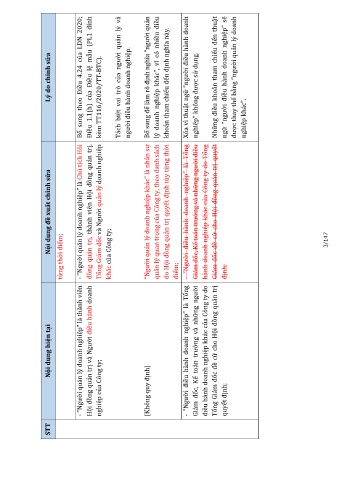 STT
Nội dung hiện tại
Nội dung đề xuất chỉnh sửa
Lý do chỉnh sửa
từng thời điểm;
- "Người quản lý doanh nghiệp" là thành viên
Hội đồng quản trị và Người điều hành doanh
nghiệp của Công ty;
- "Người quản lý doanh nghiệp" là Chủ tịch Hội
đồng quản trị, thành viên Hội đồng quản trị,
Tổng Giám đốc và Người quản lý doanh nghiệp
khác của Công ty;
Bổ sung theo Điều 4.24 của LDN 2020;
Điều 1.1(h) của Điều lệ mẫu (PL1 đính
kèm TT116/2020/TT-BTC).
Tách biệt vai trò của người quản lý và
người điều hành doanh nghiệp.
[Không quy định]
"Người quản lý doanh nghiệp khác" là nhân sự
quản lý quan trọng của Công ty, theo danh sách
do Hội đồng quản trị quyết định tùy từng thời
điểm;
Bổ sung để làm rõ định nghĩa "người quản
lý doanh nghiệp khác", vì có nhiều điều
khoản tham chiếu đến định nghĩa này.
- "Người điều hành doanh nghiệp" là Tổng
Giám đốc, Kế toán trưởng và những người
điều hành doanh nghiệp khác của Công ty do
Tổng Giám đốc đề cử cho Hội đồng quản trị
quyết định;
- "Người điều hành doanh nghiệp" là Tổng
Giám đốc, Kế toán trưởng và những người điều
hành doanh nghiệp khác của Công ty do Tổng
Giám đốc đề cử cho Hội đồng quản trị quyết
định;
Xóa vì thuật ngữ "người điều hành doanh
nghiệp" không được sử dụng.
Những điều khoản tham chiếu đến thuật
ngữ "người điều hành doanh nghiệp" sẽ
được thay thế bằng "người quản lý doanh
nghiệp khác".
2/147